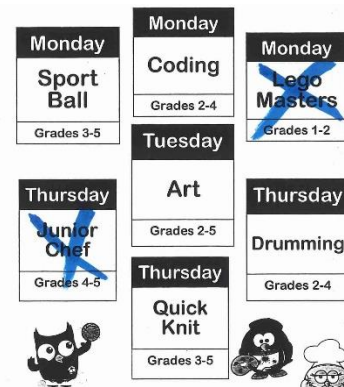 Monday
Sport
Ball
Grades 3-5
Monday
Coding
Grades 2-4
Monday
Lego
Masters
Grades 1-2
Tuesday
Art
Grades 2-5
Thursday
Junior
Chef
Grades 4-5
Thursday
Quick
Knit
Grades 3-5
Thursday
Drumming
Grades 2-4